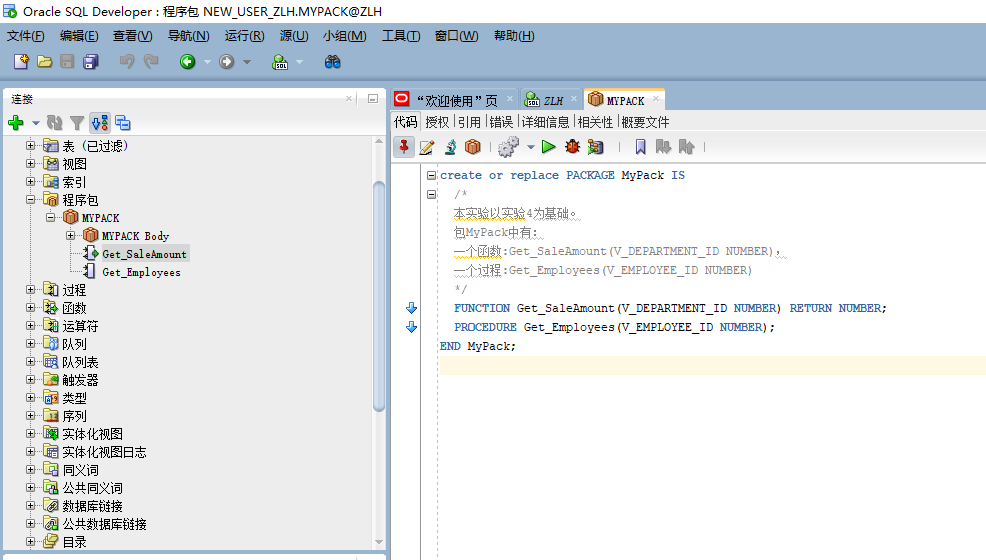 Oracle SQL Developer : 程序包 NEW_USER_ZLH.MYPACK@ZLH
文件(F) 编辑(E) 查看(V) 导航(N) 运行(R) 源(U) 小组(M) 工具(T) 窗口(W) 帮助(H)
连接
表 (已过滤)
视图
索引
程序包
MYPACK
MYPACK Body
Get_SaleAmount
Get_Employees
过程
函数
运算符
队列
队列表
触发器
类型
序列
实体化视图
实体化视图日志
同义词
公共同义词
数据库链接
公共数据库链接
目录
“欢迎使用”页 ZLH MYPACK
代码 授权 引用 错误 详细信息 相关性 概要文件
create or replace PACKAGE MyPack IS
/*
本实验以实验4为基础。
包MyPack中有:
一个函数:Get_SaleAmount(V_DEPARTMENT_ID NUMBER),
一个过程:Get_Employees(V_EMPLOYEE_ID NUMBER)
*/
FUNCTION Get_SaleAmount(V_DEPARTMENT_ID NUMBER) RETURN NUMBER;
PROCEDURE Get_Employees(V_EMPLOYEE_ID NUMBER);
END MyPack;